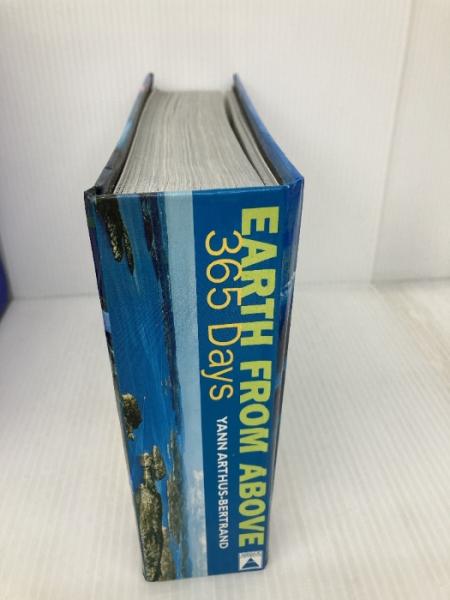 EARTH FROM ABOVE
365 Days
YANN ARTHUS-BERTRAND